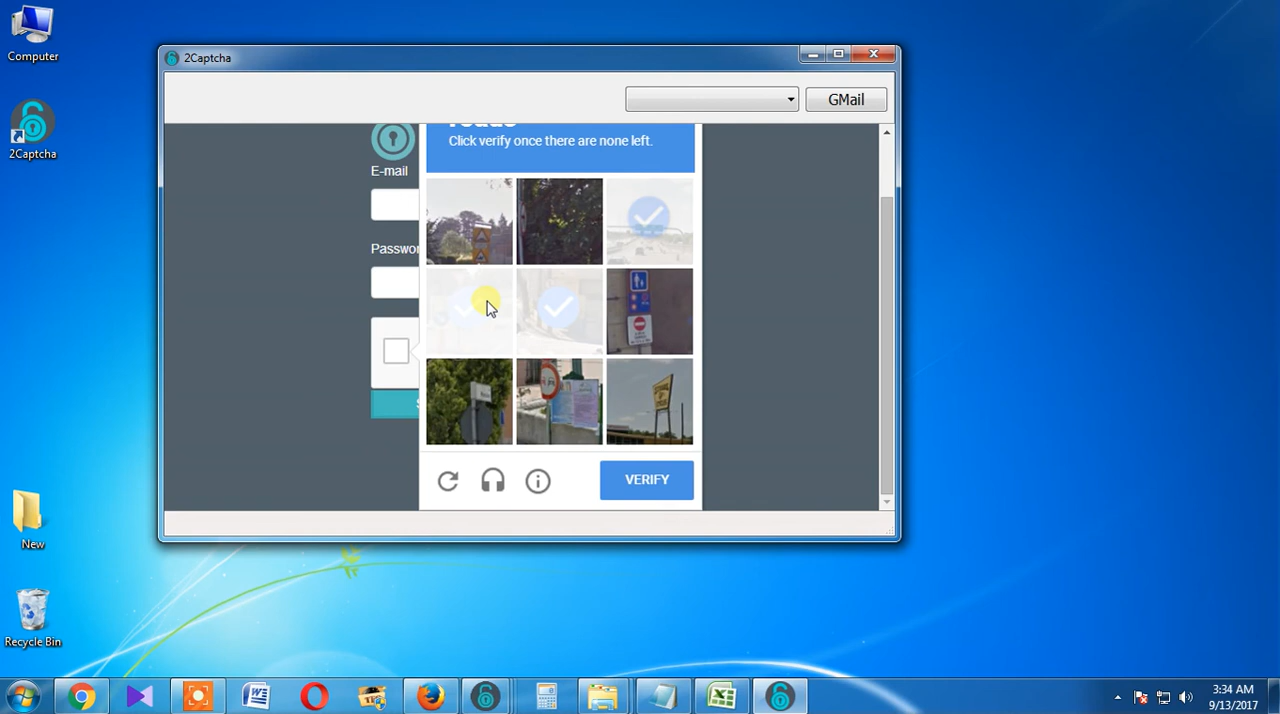 Computer
2Captcha
New
Recycle Bin
2Captcha
GMail
Click verify once there are none left.
E-mail
VERIFY
3:34 AM
9/13/2017